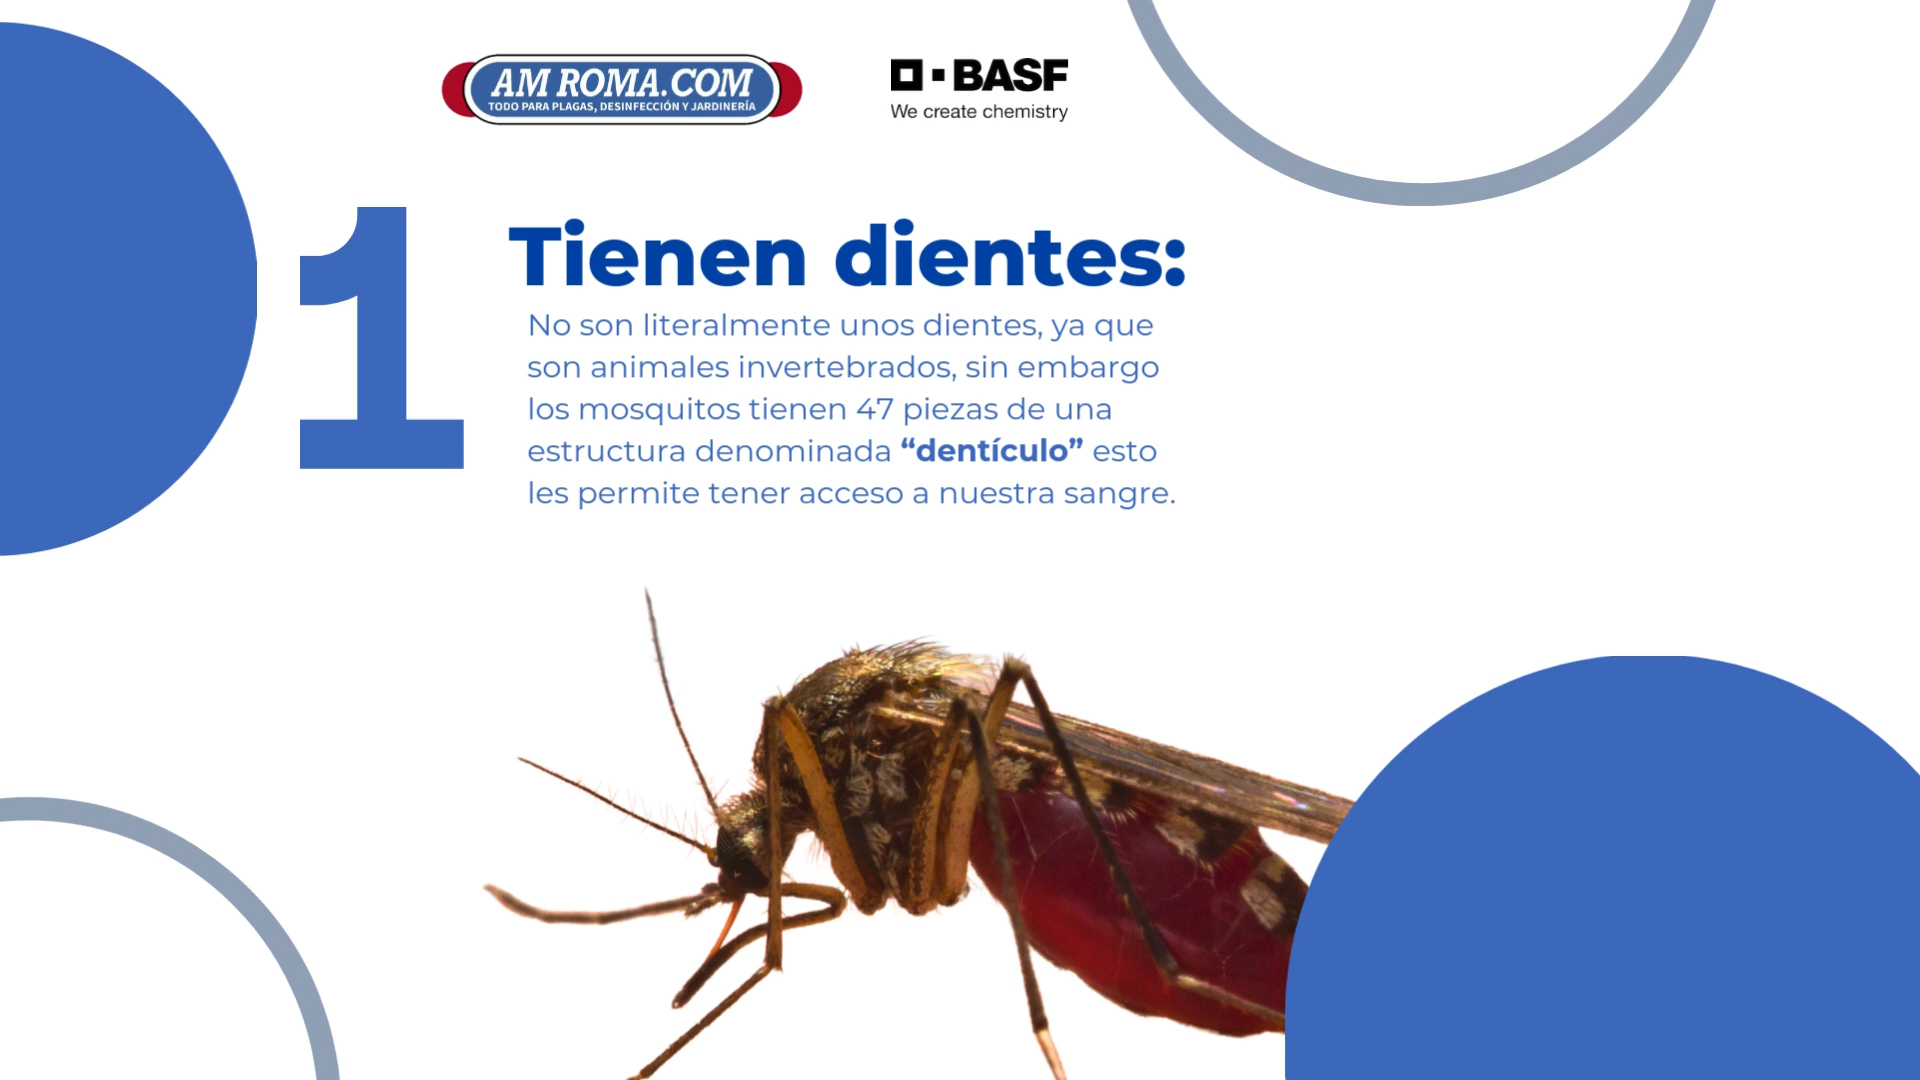 AM ROMA.COM
TODO PARA PLAGAS, DESINFECCIÓN Y JARDINERÍA
BASF
We create chemistry
1
Tienen dientes:
No son literalmente unos dientes, ya que
son animales invertebrados, sin embargo
los mosquitos tienen 47 piezas de una
estructura denominada “dentículo” esto
les permite tener acceso a nuestra sangre.